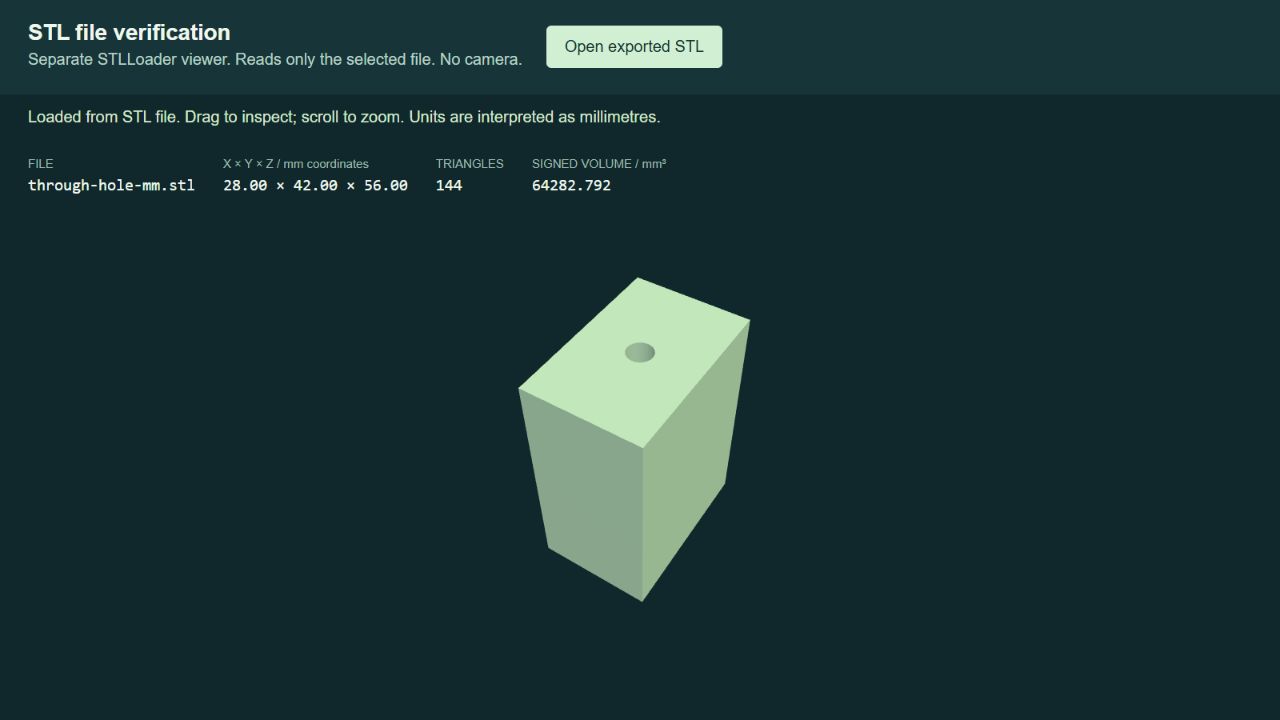 STL file verification
Separate STLLoader viewer. Reads only the selected file. No camera.
Open exported STL
Loaded from STL file. Drag to inspect; scroll to zoom. Units are interpreted as millimetres.
FILE
through-hole-mm.stl
X × Y × Z / mm coordinates
28.00 × 42.00 × 56.00
TRIANGLES
144
SIGNED VOLUME / mm³
64282.792